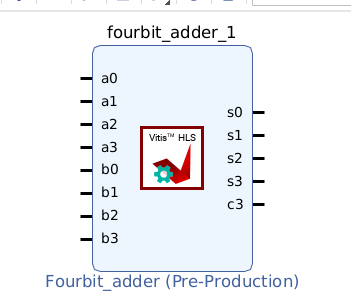 fourbit_adder_1
a0
a1
a2
a3
b0
b1
b2
b3
Vitis™ HLS
s0
s1
s2
s3
c3
Fourbit_adder (Pre-Production)